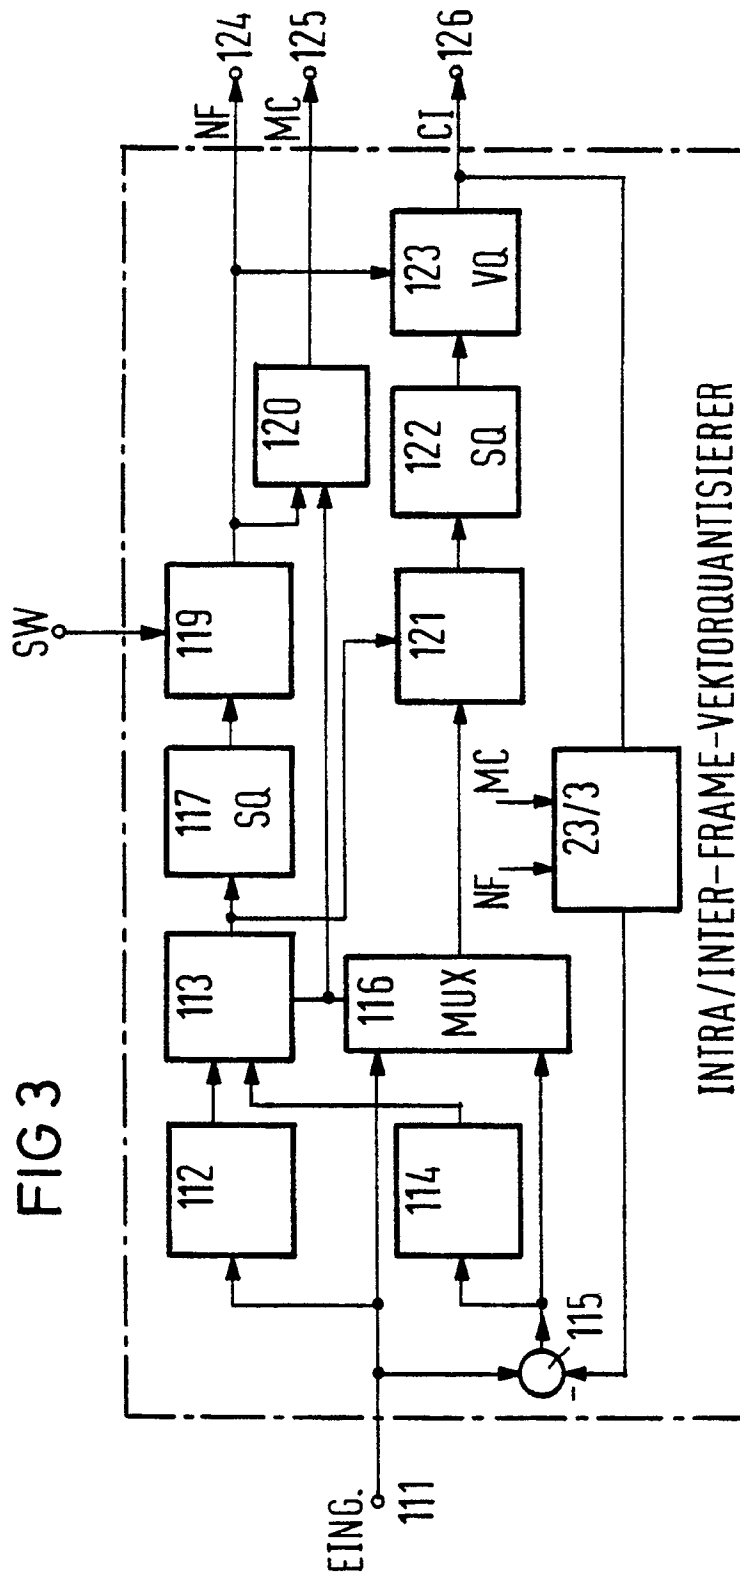 FIG 3
SW
NF
124
MC
125
112
113
117
SQ
119
120
EING.
111
114
116
MUX
121
122
SQ
123
VQ
CI
126
115
-
NF
MC
23/3
INTRA/INTER-FRAME-VEKTORQUANTISIERER